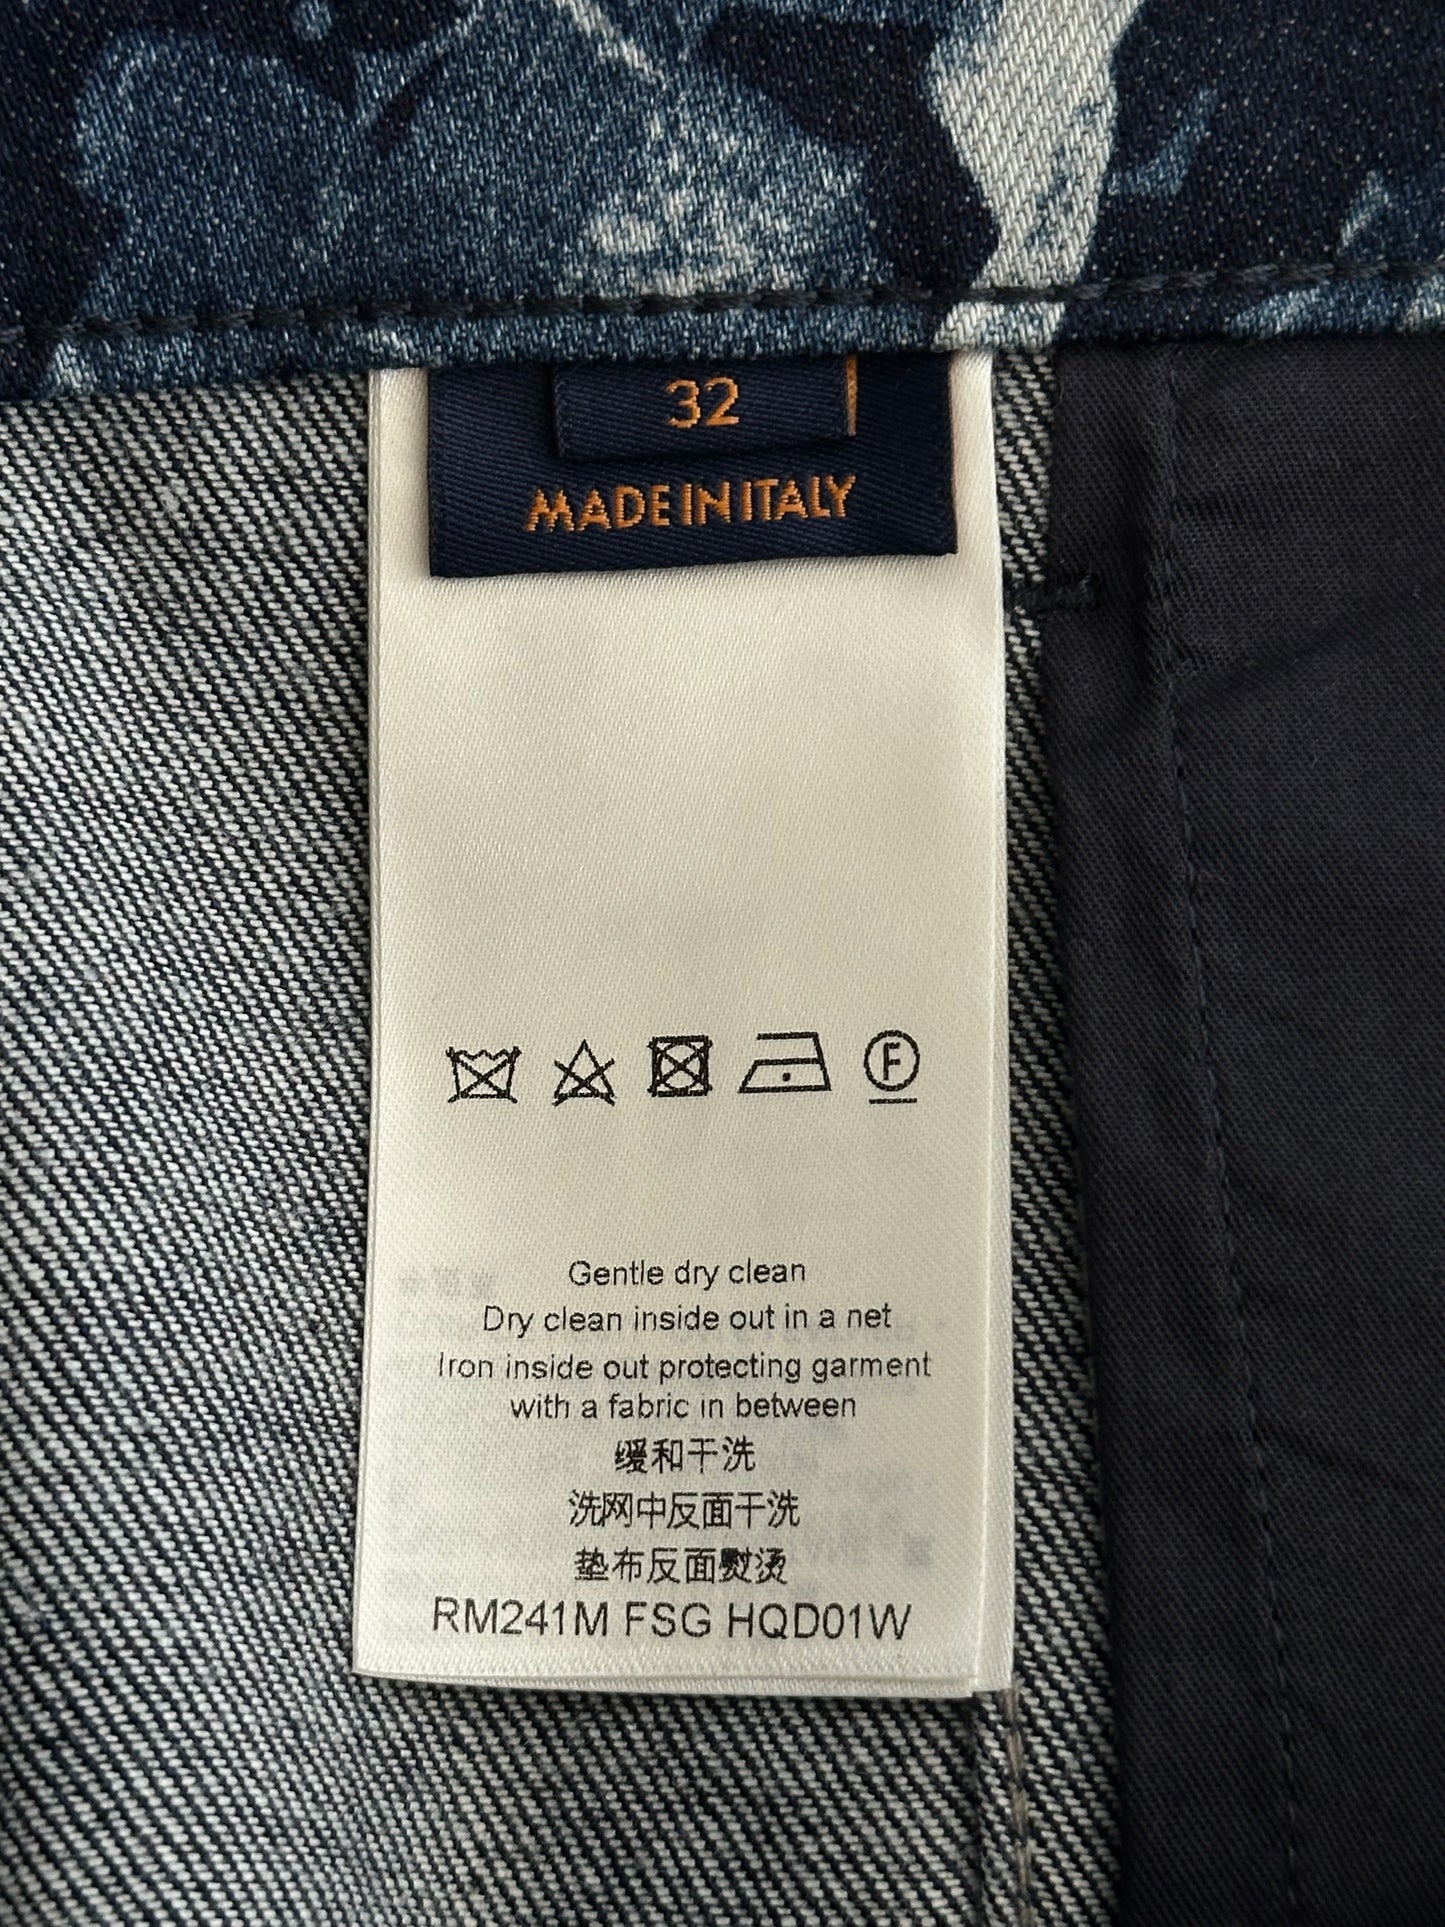 32
MADE IN ITALY
F
Gentle dry clean
Dry clean inside out in a net
Iron inside out protecting garment
with a fabric in between
缓和干洗
洗网中反面干洗
垫布反面熨烫
RM241M FSG HQD01W